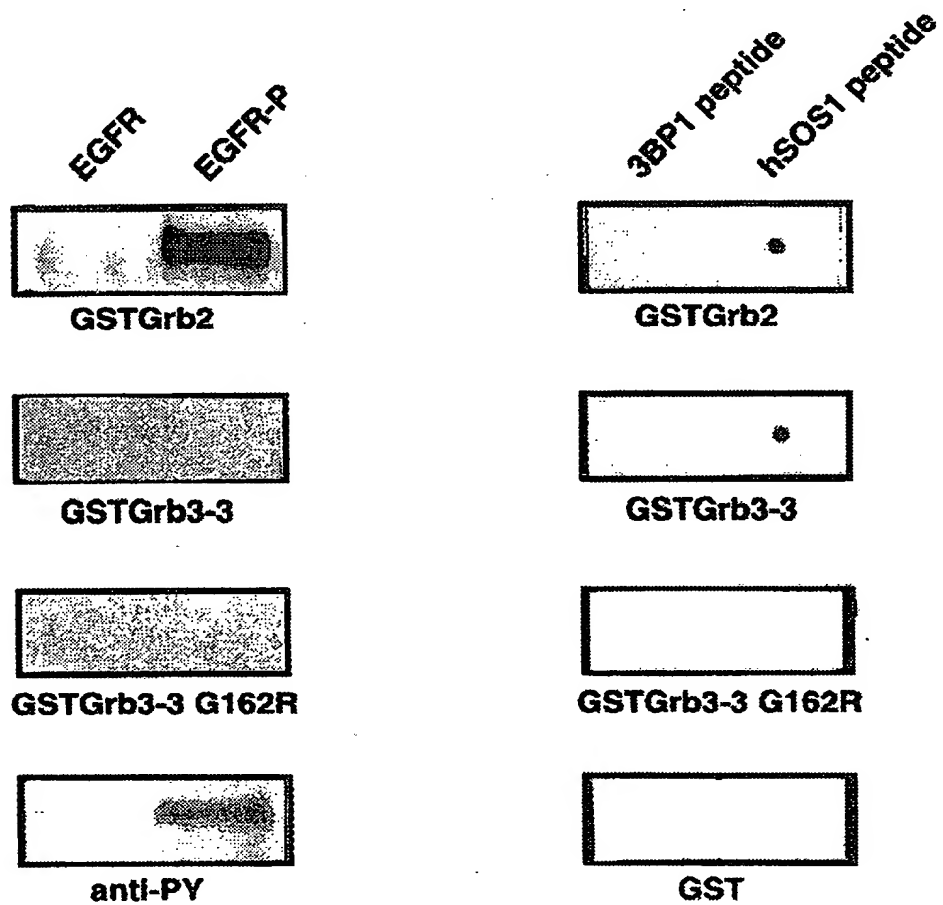 EGFR
EGFR-P
3BP1 peptide
hSOS1 peptide
GSTGrb2
GSTGrb2
GSTGrb3-3
GSTGrb3-3
GSTGrb3-3 G162R
GSTGrb3-3 G162R
anti-PY
GST